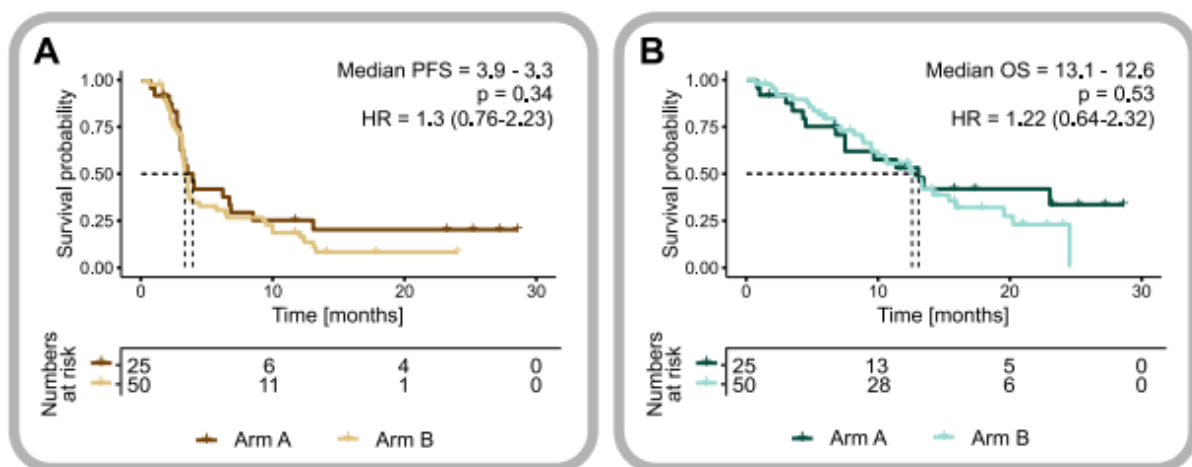 A
Median PFS = 3.9 - 3.3
p = 0.34
HR = 1.3 (0.76-2.23)
Survival probability
1.00
0.75
0.50
0.25
0.00
0 10 20 30
Time [months]
Numbers at risk
25 6 4 0
50 11 1 0
Arm A Arm B
B
Median OS = 13.1 - 12.6
p = 0.53
HR = 1.22 (0.64-2.32)
Survival probability
1.00
0.75
0.50
0.25
0.00
0 10 20 30
Time [months]
Numbers at risk
25 13 5 0
50 28 6 0
Arm A Arm B